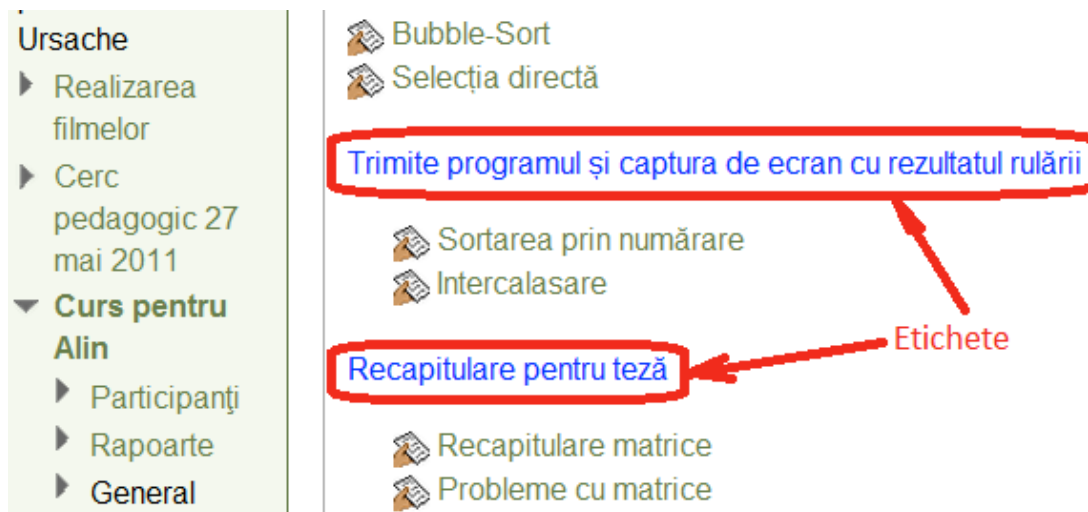 Ursache
Realizarea
filmelor
Cerc
pedagogic 27
mai 2011
Curs pentru
Alin
Participanţi
Rapoarte
General
Bubble-Sort
Selecția directă
Trimite programul și captura de ecran cu rezultatul rulării
Sortarea prin numărare
Intercalasare
Etichete
Recapitulare pentru teză
Recapitulare matrice
Probleme cu matrice